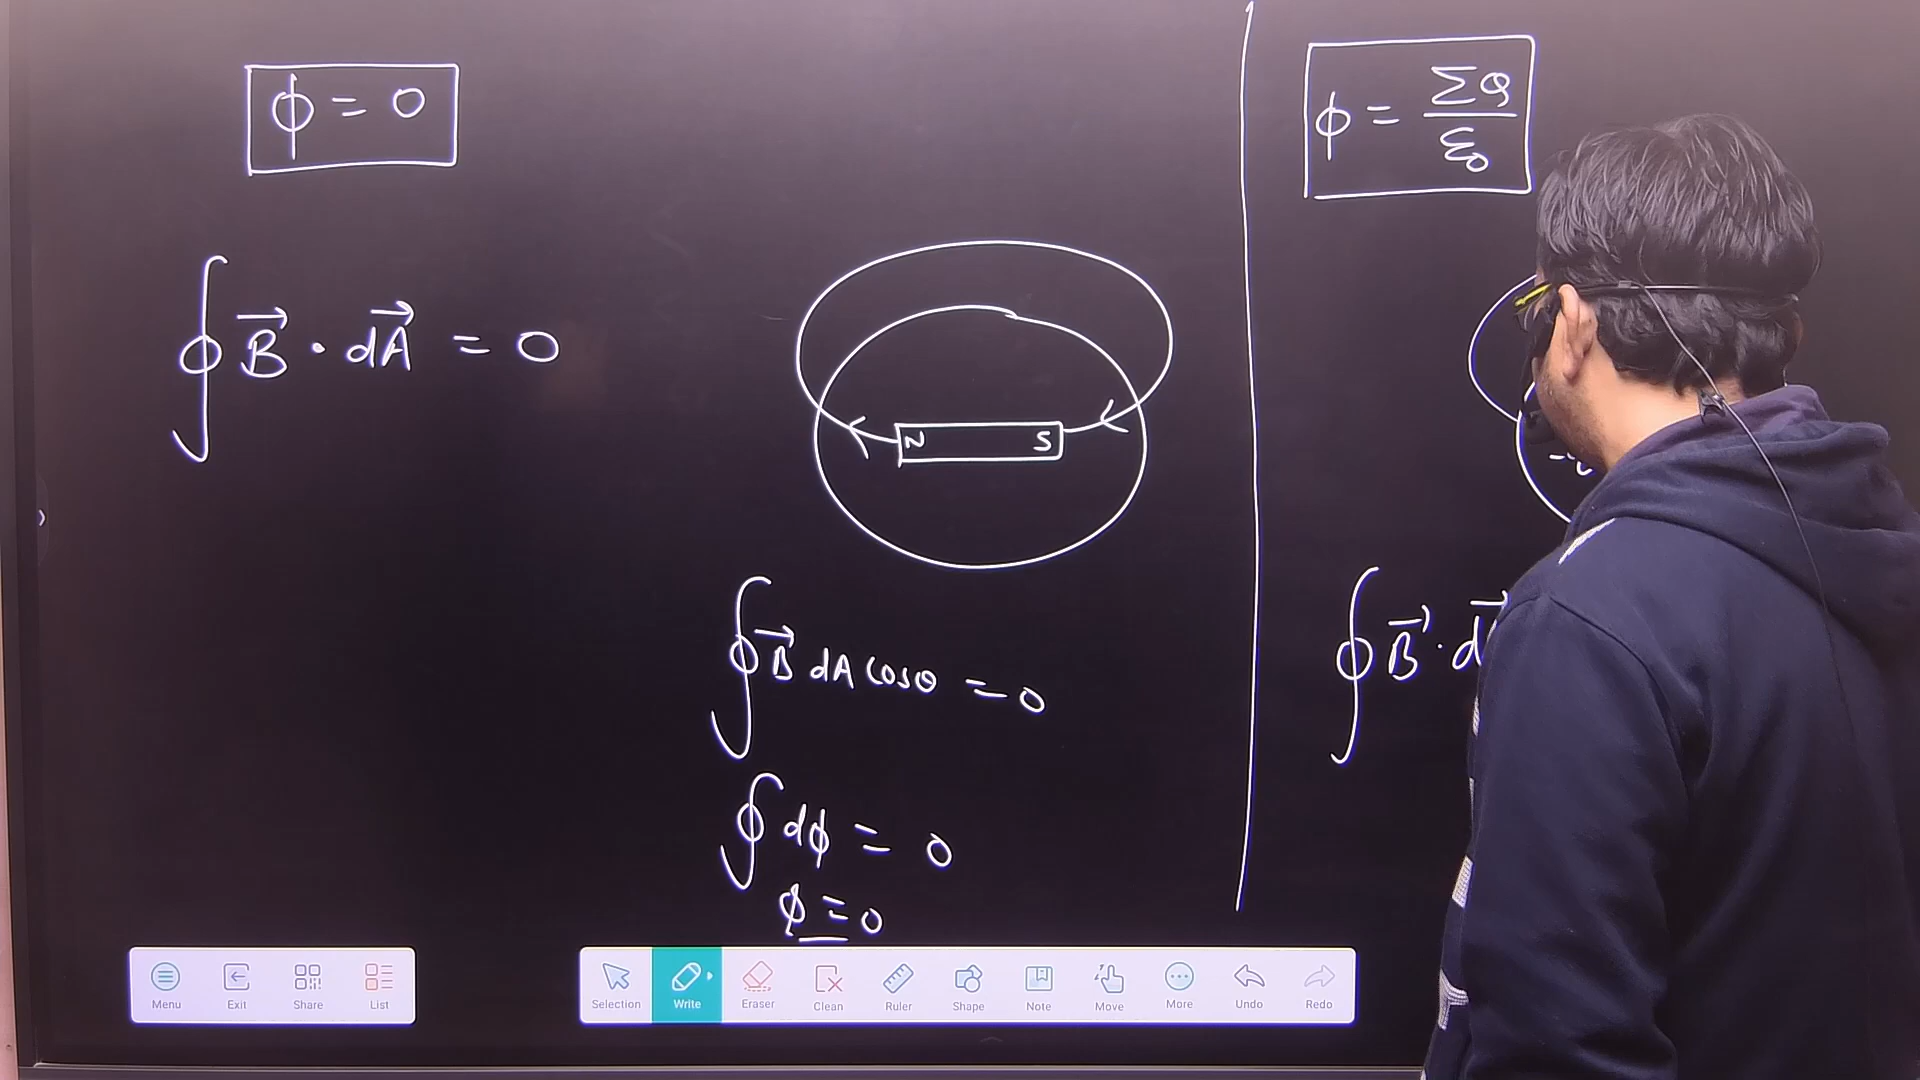 ϕ = 0
∮ B⃗ · dA⃗ = 0
N S
∮ B⃗ dA cosθ = 0
∮ dϕ = 0
ϕ = 0
ϕ = ΣQ/ε0
∮ B⃗ · d
Menu Exit Share List
Selection Write Eraser Clean Ruler Shape Note Move More Undo Redo